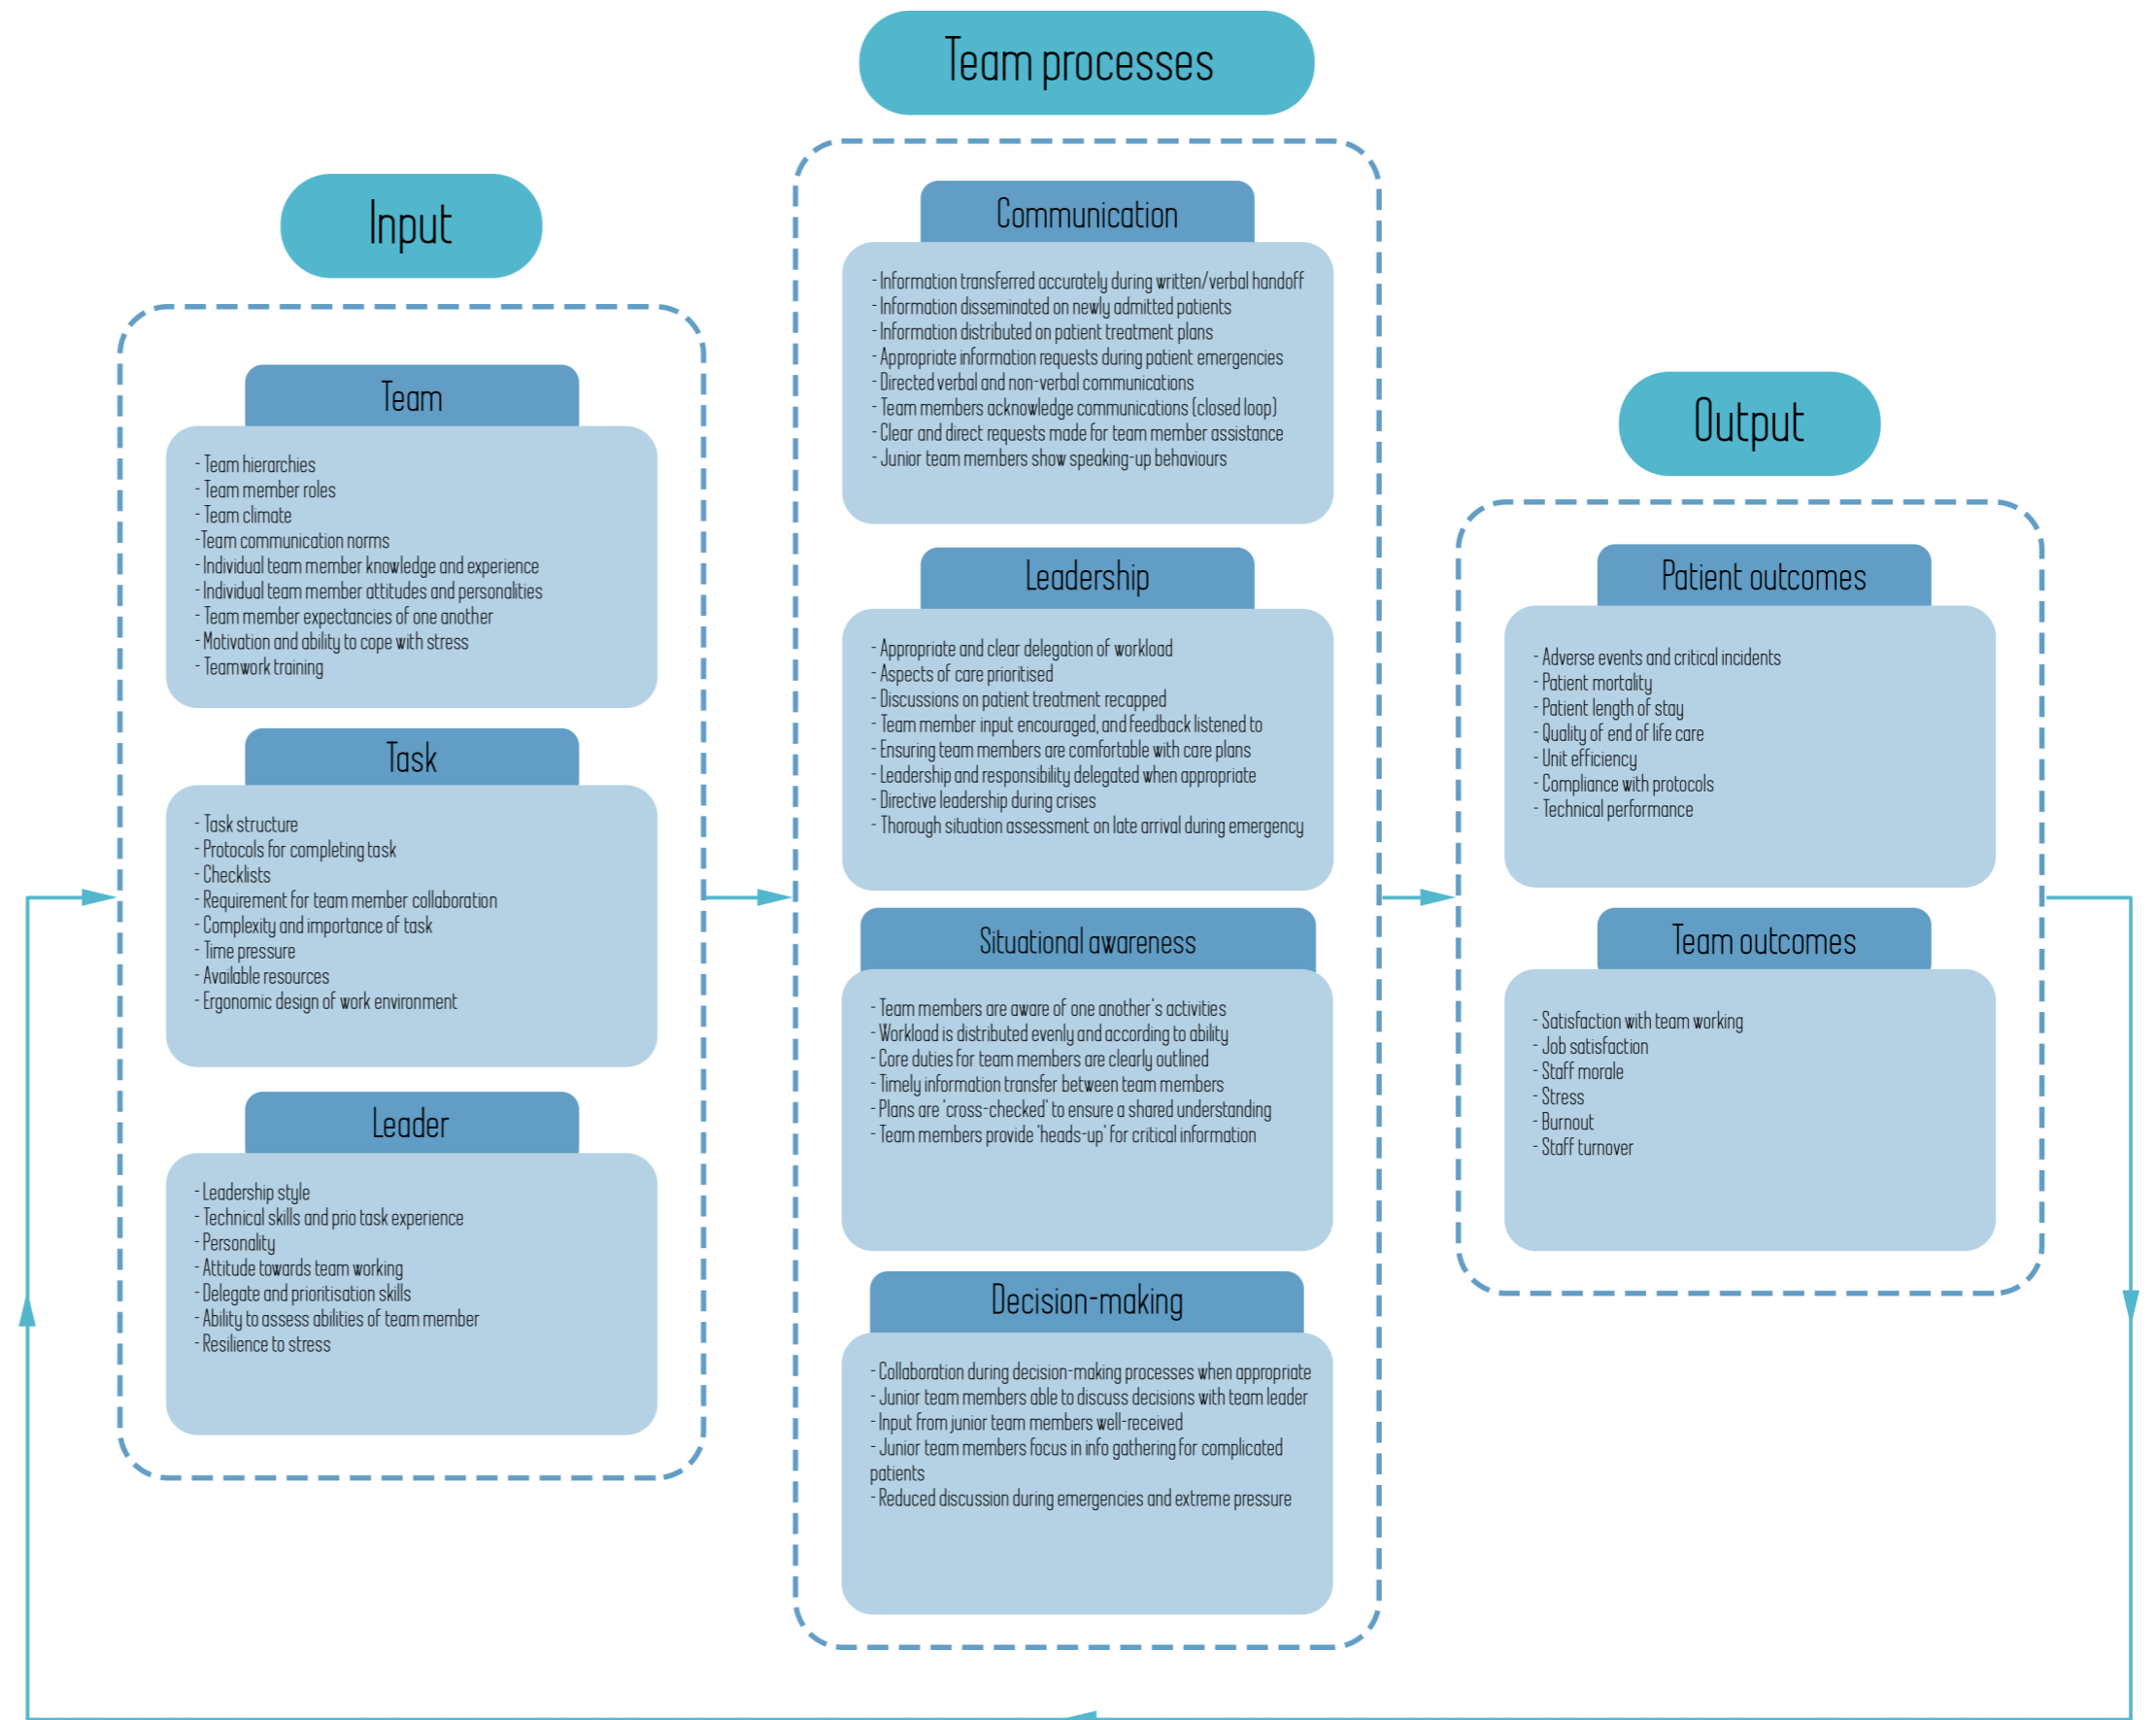 Team processes
Input
Output
Team
- Team hierarchies
- Team member roles
- Team climate
-Team communication norms
- Individual team member knowledge and experience
- Individual team member attitudes and personalities
- Team member expectancies of one another
- Motivation and ability to cope with stress
- Teamwork training
Task
- Task structure
- Protocols for completing task
- Checklists
- Requirement for team member collaboration
- Complexity and importance of task
- Time pressure
- Available resources
- Ergonomic design of work environment
Leader
- Leadership style
- Technical skills and prio task experience
- Personality
- Attitude towards team working
- Delegate and prioritisation skills
- Ability to assess abilities of team member
- Resilience to stress
Communication
- Information transferred accurately during written/verbal handoff
- Information disseminated on newly admitted patients
- Information distributed on patient treatment plans
- Appropriate information requests during patient emergencies
- Directed verbal and non-verbal communications
- Team members acknowledge communications (closed loop)
- Clear and direct requests made for team member assistance
- Junior team members show speaking-up behaviours
Leadership
- Appropriate and clear delegation of workload
- Aspects of care prioritised
- Discussions on patient treatment recapped
- Team member input encouraged, and feedback listened to
- Ensuring team members are comfortable with care plans
- Leadership and responsibility delegated when appropriate
- Directive leadership during crises
- Thorough situation assessment on late arrival during emergency
Situational awareness
- Team members are aware of one another's activities
- Workload is distributed evenly and according to ability
- Core duties for team members are clearly outlined
- Timely information transfer between team members
- Plans are 'cross-checked' to ensure a shared understanding
- Team members provide 'heads-up' for critical information
Decision-making
- Collaboration during decision-making processes when appropriate
- Junior team members able to discuss decisions with team leader
- Input from junior team members well-received
- Junior team members focus in info gathering for complicated
patients
- Reduced discussion during emergencies and extreme pressure
Patient outcomes
- Adverse events and critical incidents
- Patient mortality
- Patient length of stay
- Quality of end of life care
- Unit efficiency
- Compliance with protocols
- Technical performance
Team outcomes
- Satisfaction with team working
- Job satisfaction
- Staff morale
- Stress
- Burnout
- Staff turnover